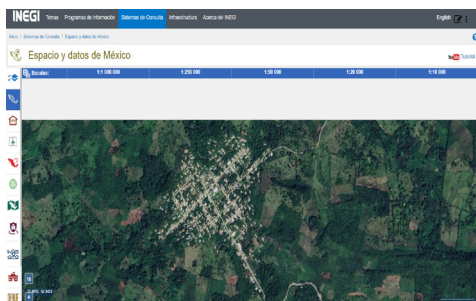 INEGI Temas Programas de Información Sistemas de Consulta Infraestructura Acerca del INEGI English
Inicio / Sistemas de Consulta / Espacio y datos de México
Espacio y datos de México
Tutorial
Escalas: 1:1 000 000 1:250 000 1:50 000 1:20 000 1:10 000